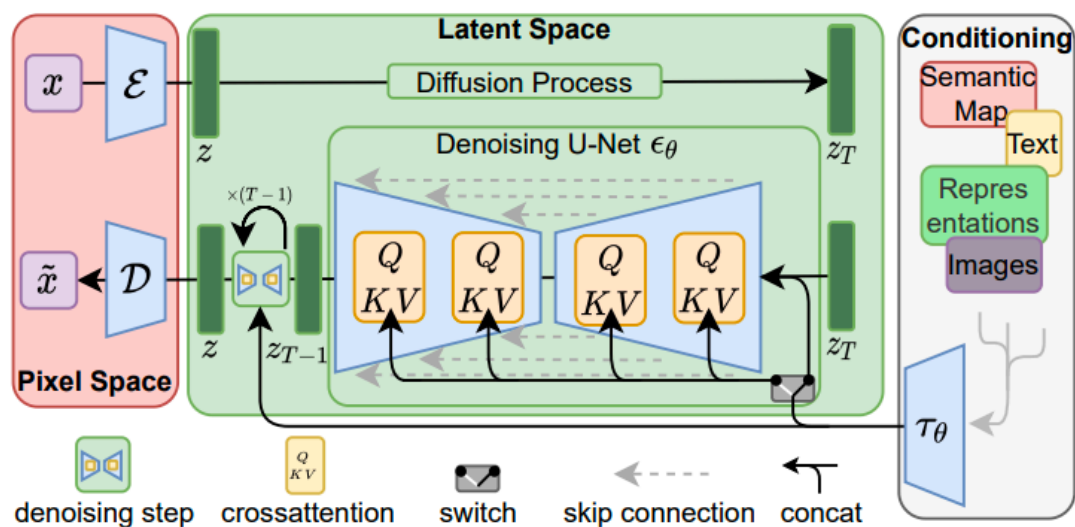 Latent Space
Conditioning
x
ℰ
Diffusion Process
Semantic
Map
Text
z
Denoising U-Net ϵ_θ
z_T
Repres
entations
Images
×(T−1)
x̃
𝒟
Q
KV
Q
KV
Q
KV
Q
KV
z
z_{T−1}
z_T
Pixel Space
τ_θ
Q
KV
denoising step
crossattention
switch
skip connection
concat